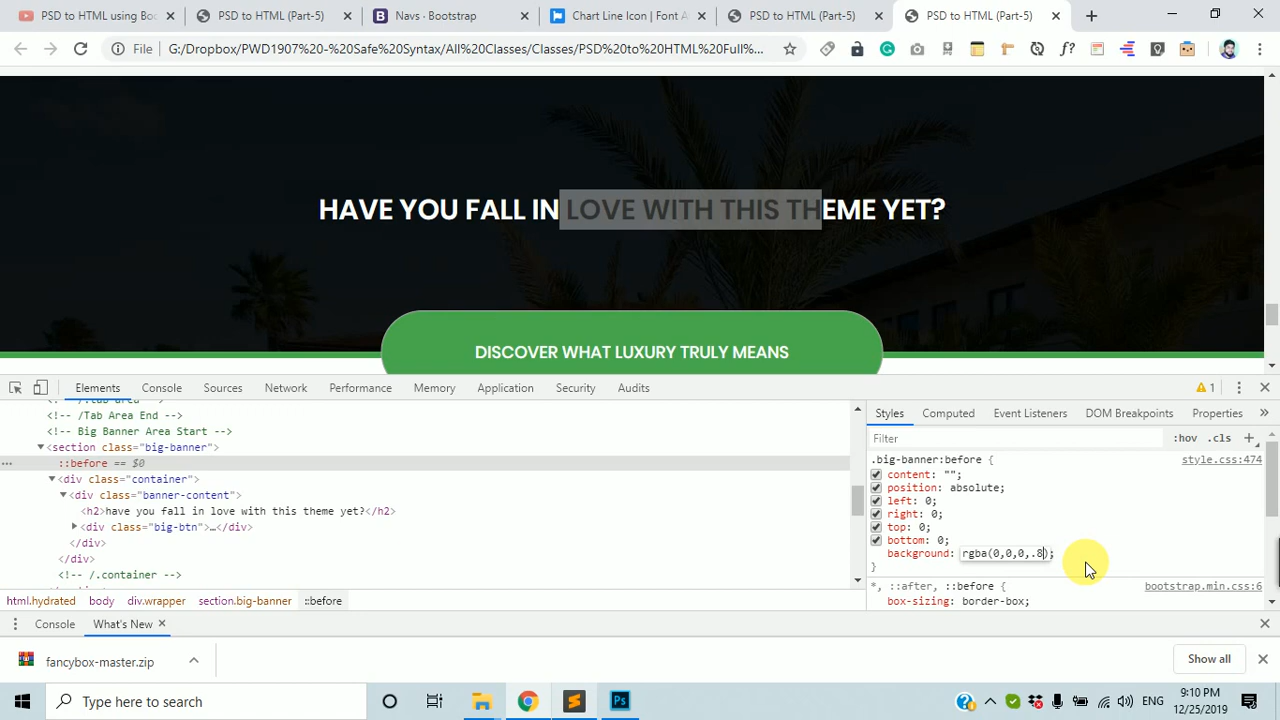 PSD to HTML using Boo
PSD to HTML (Part-5)
Navs · Bootstrap
Chart Line Icon | Font A
PSD to HTML (Part-5)
PSD to HTML (Part-5)
File | G:/Dropbox/PWD1907%20-%20Safe%20Synyax/All%20Classes/Classes/PSD%20to%20HTML%20Full%...
HAVE YOU FALL IN LOVE WITH THIS THEME YET?
DISCOVER WHAT LUXURY TRULY MEANS
Elements Console Sources Network Performance Memory Application Security Audits 1
<!-- /Tab Area End -->
<!-- Big Banner Area Start -->
<section class="big-banner">
::before == $0
<div class="container">
<div class="banner-content">
<h2>have you fall in love with this theme yet?</h2>
<div class="big-btn">…</div>
</div>
</div>
<!-- /.container -->
html.hydrated body div.wrapper section.big-banner ::before
Styles Computed Event Listeners DOM Breakpoints Properties »
Filter :hov .cls +
.big-banner:before { style.css:474
content: "";
position: absolute;
left: 0;
right: 0;
top: 0;
bottom: 0;
background: rgba(0,0,0,.8);
}
*, ::after, ::before { bootstrap.min.css:6
box-sizing: border-box;
Console What's New
fancybox-master.zip
Show all
Type here to search
ENG
9:10 PM
12/25/2019